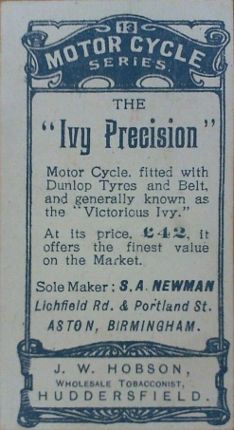 13
MOTOR CYCLE
SERIES
THE
"Ivy Precision"
Motor Cycle, fitted with
Dunlop Tyres and Belt,
and generally known as
the "Victorious Ivy."
At its price, £42, it
offers the finest value
on the Market.
Sole Maker: S. A. NEWMAN
Lichfield Rd. & Portland St.
ASTON, BIRMINGHAM.
J. W. HOBSON,
WHOLESALE TOBACCONIST,
HUDDERSFIELD.